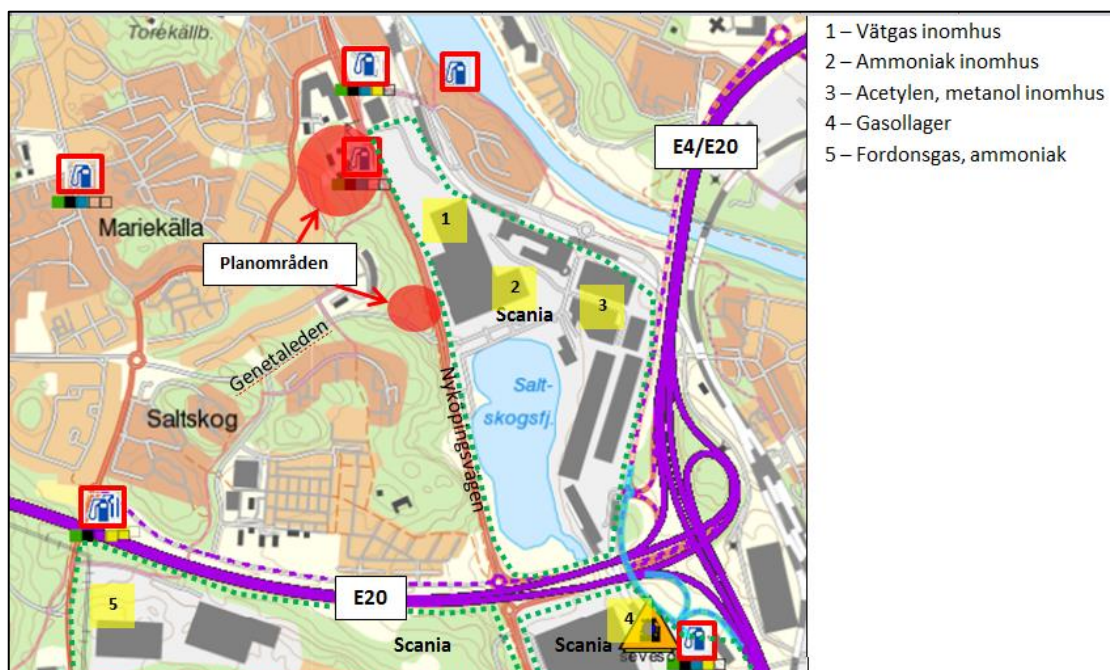 Torekällb.
Mariekälla
Planområden
Genetaleden
Saltskog
Nyköpingsvägen
1
2
Scania
3
Salt-
skogsfj.
E4/E20
E20
5
Scania
Scania
4
seveso
1 – Vätgas inomhus
2 – Ammoniak inomhus
3 – Acetylen, metanol inomhus
4 – Gasollager
5 – Fordonsgas, ammoniak